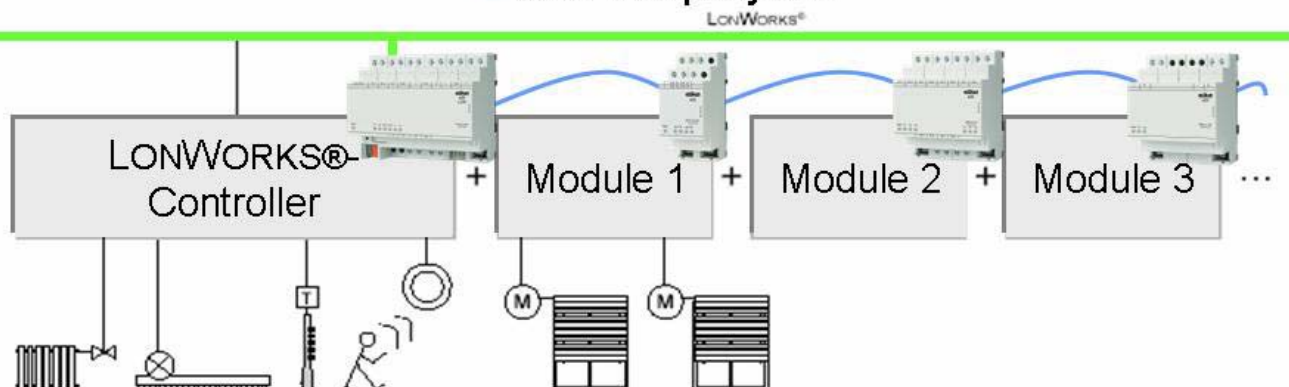 LONWORKS®
LONWORKS®-
Controller
+
Module 1
+
Module 2
+
Module 3
...
T
M
M